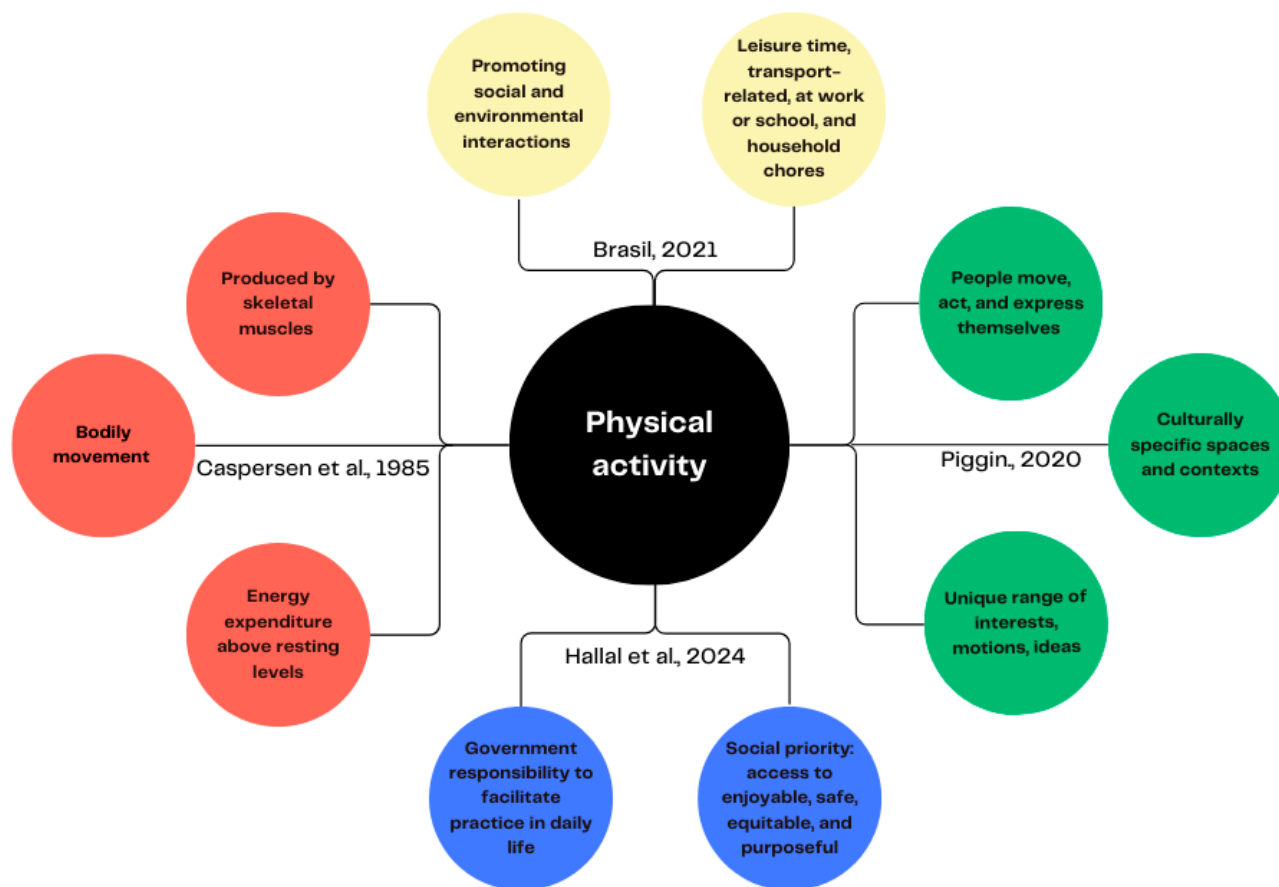 Promoting
social and
environmental
interactions
Leisure time,
transport-
related, at work
or school, and
household
chores
Brasil, 2021
Produced by
skeletal
muscles
People move,
act, and express
themselves
Bodily
movement
Caspersen et al., 1985
Physical
activity
Piggin., 2020
Culturally
specific spaces
and contexts
Energy
expenditure
above resting
levels
Unique range of
interests,
motions, ideas
Hallal et al., 2024
Government
responsibility to
facilitate
practice in daily
life
Social priority:
access to
enjoyable, safe,
equitable, and
purposeful